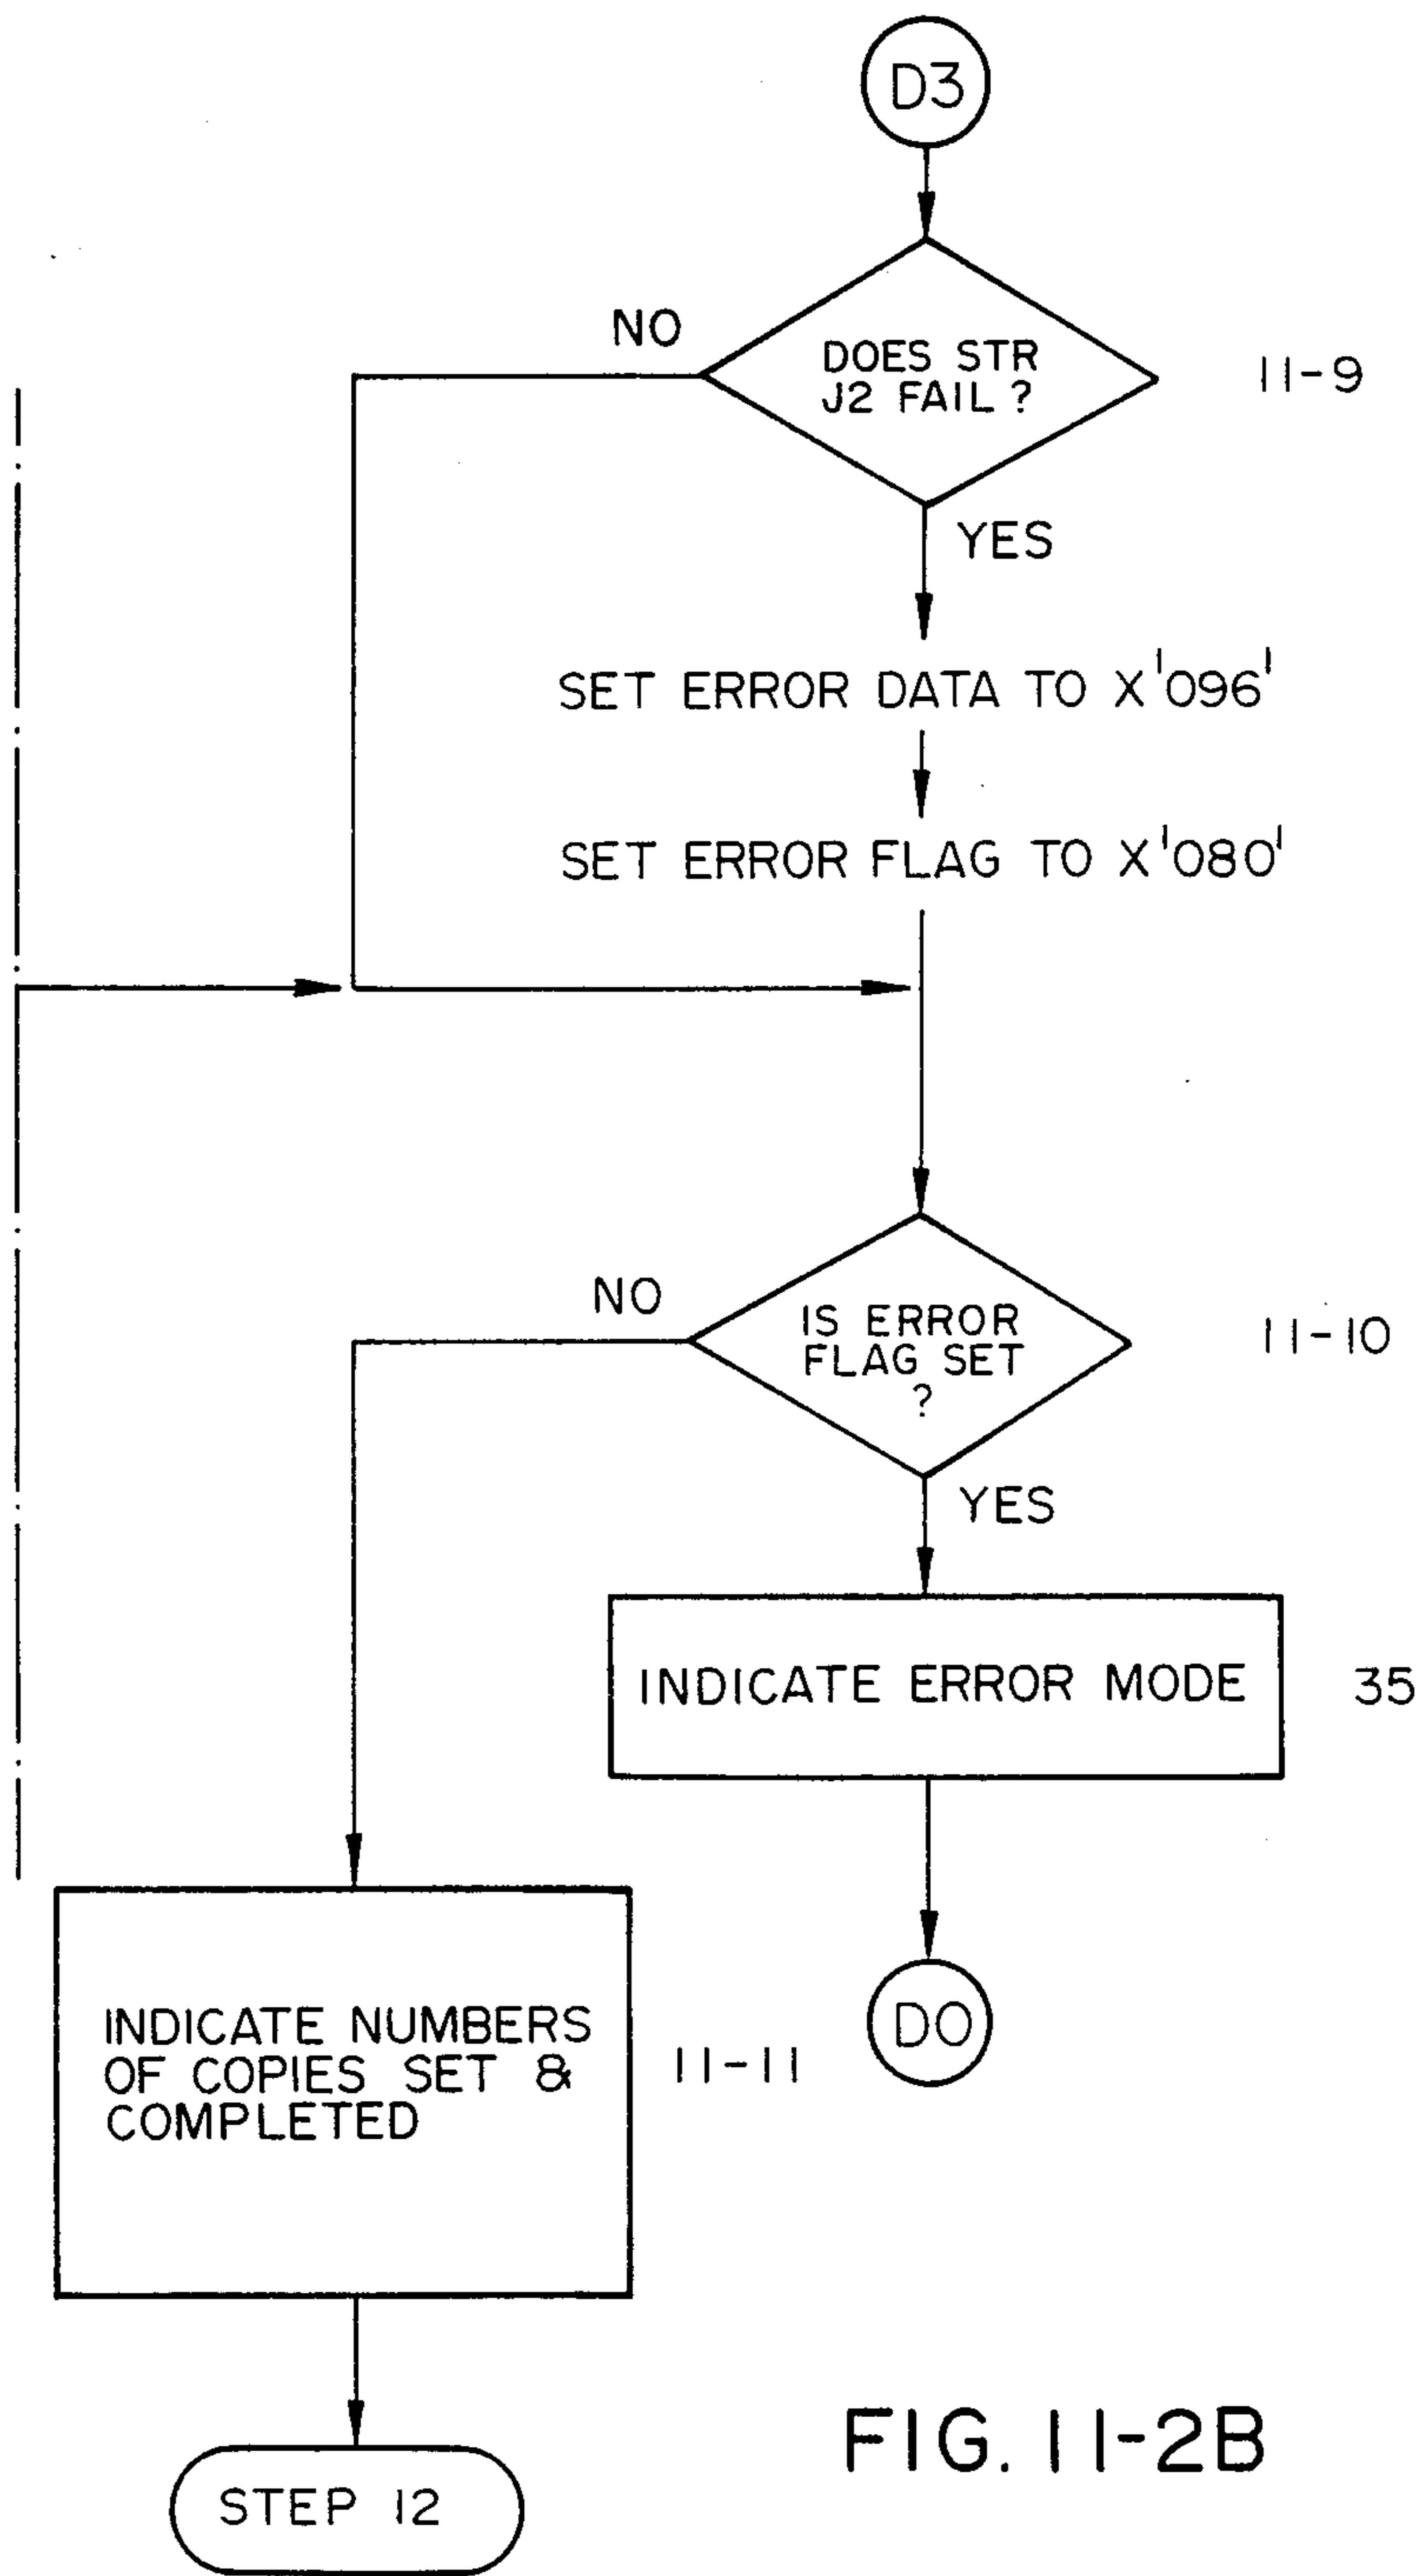 D3
NO
DOES STR
J2 FAIL ?
11-9
YES
SET ERROR DATA TO X'096'
SET ERROR FLAG TO X'080'
NO
IS ERROR
FLAG SET
?
11-10
YES
INDICATE ERROR MODE
35
INDICATE NUMBERS
OF COPIES SET &
COMPLETED
11-11
D0
STEP 12
FIG. 11-2B